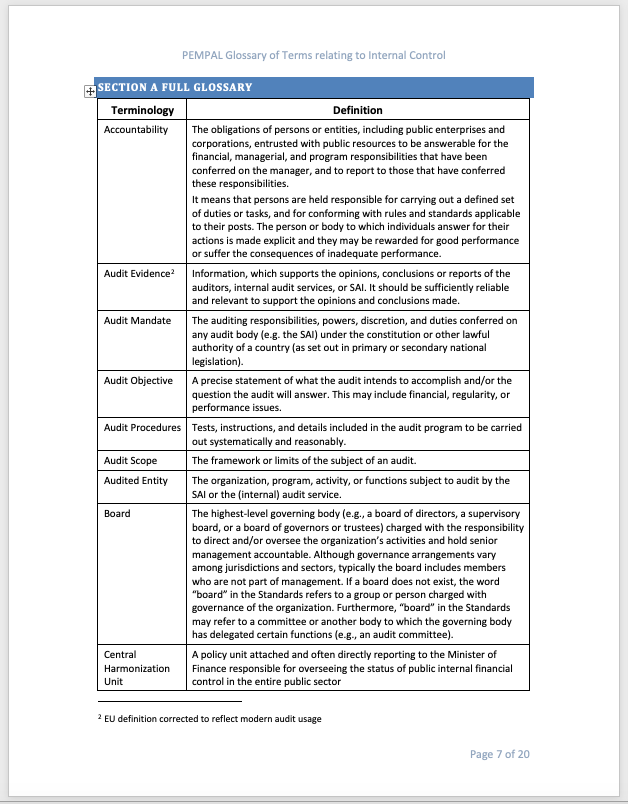 PEMPAL Glossary of Terms relating to Internal Control
SECTION A FULL GLOSSARY
Terminology
Definition
Accountability
The obligations of persons or entities, including public enterprises and
corporations, entrusted with public resources to be answerable for the
financial, managerial, and program responsibilities that have been
conferred on the manager, and to report to those that have conferred
these responsibilities.
It means that persons are held responsible for carrying out a defined set
of duties or tasks, and for conforming with rules and standards applicable
to their posts. The person or body to which individuals answer for their
actions is made explicit and they may be rewarded for good performance
or suffer the consequences of inadequate performance.
Audit Evidence²
Information, which supports the opinions, conclusions or reports of the
auditors, internal audit services, or SAI. It should be sufficiently reliable
and relevant to support the opinions and conclusions made.
Audit Mandate
The auditing responsibilities, powers, discretion, and duties conferred on
any audit body (e.g. the SAI) under the constitution or other lawful
authority of a country (as set out in primary or secondary national
legislation).
Audit Objective
A precise statement of what the audit intends to accomplish and/or the
question the audit will answer. This may include financial, regularity, or
performance issues.
Audit Procedures
Tests, instructions, and details included in the audit program to be carried
out systematically and reasonably.
Audit Scope
The framework or limits of the subject of an audit.
Audited Entity
The organization, program, activity, or functions subject to audit by the
SAI or the (internal) audit service.
Board
The highest-level governing body (e.g., a board of directors, a supervisory
board, or a board of governors or trustees) charged with the responsibility
to direct and/or oversee the organization's activities and hold senior
management accountable. Although governance arrangements vary
among jurisdictions and sectors, typically the board includes members
who are not part of management. If a board does not exist, the word
"board" in the Standards refers to a group or person charged with
governance of the organization. Furthermore, "board" in the Standards
may refer to a committee or another body to which the governing body
has delegated certain functions (e.g., an audit committee).
Central
Harmonization
Unit
A policy unit attached and often directly reporting to the Minister of
Finance responsible for overseeing the status of public internal financial
control in the entire public sector
² EU definition corrected to reflect modern audit usage
Page 7 of 20